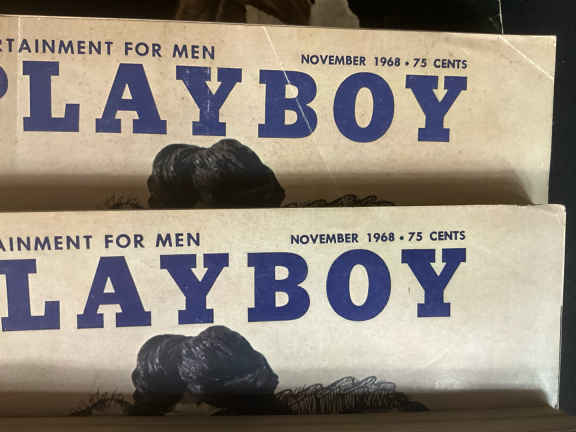 RTAINMENT FOR MEN
NOVEMBER 1968 • 75 CENTS
PLAYBOY
AINMENT FOR MEN
NOVEMBER 1968 • 75 CENTS
LAYBOY